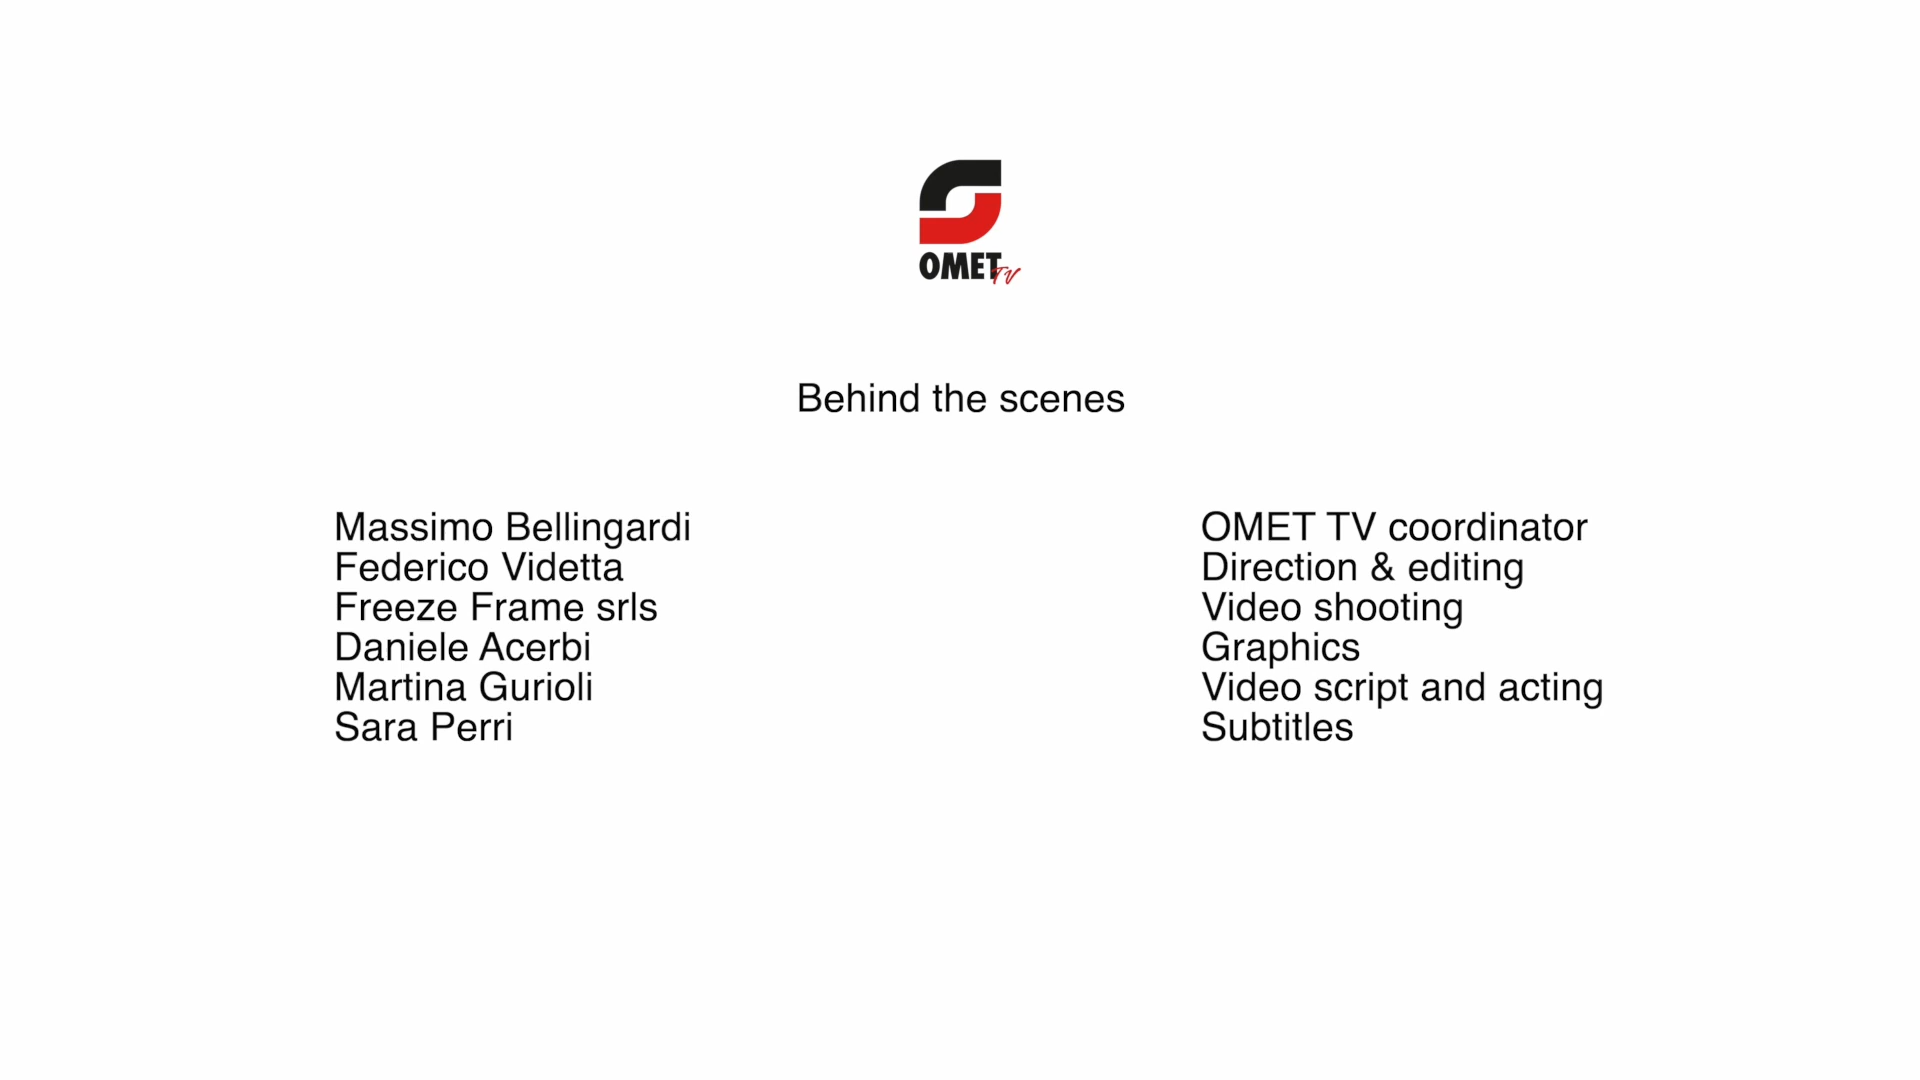 OMET TV
Behind the scenes
Massimo Bellingardi OMET TV coordinator
Federico Videtta Direction & editing
Freeze Frame srls Video shooting
Daniele Acerbi Graphics
Martina Gurioli Video script and acting
Sara Perri Subtitles